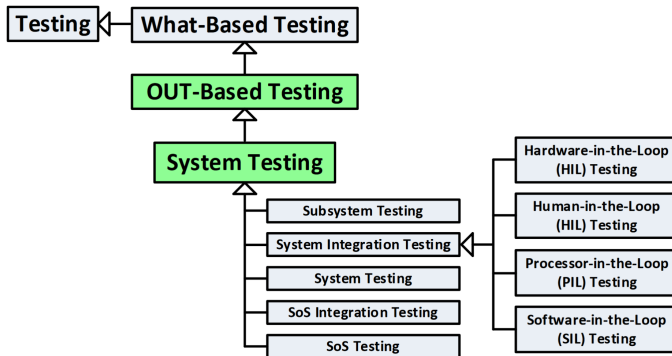 Testing
What-Based Testing
OUT-Based Testing
System Testing
Subsystem Testing
System Integration Testing
System Testing
SoS Integration Testing
SoS Testing
Hardware-in-the-Loop
(HIL) Testing
Human-in-the-Loop
(HIL) Testing
Processor-in-the-Loop
(PIL) Testing
Software-in-the-Loop
(SIL) Testing